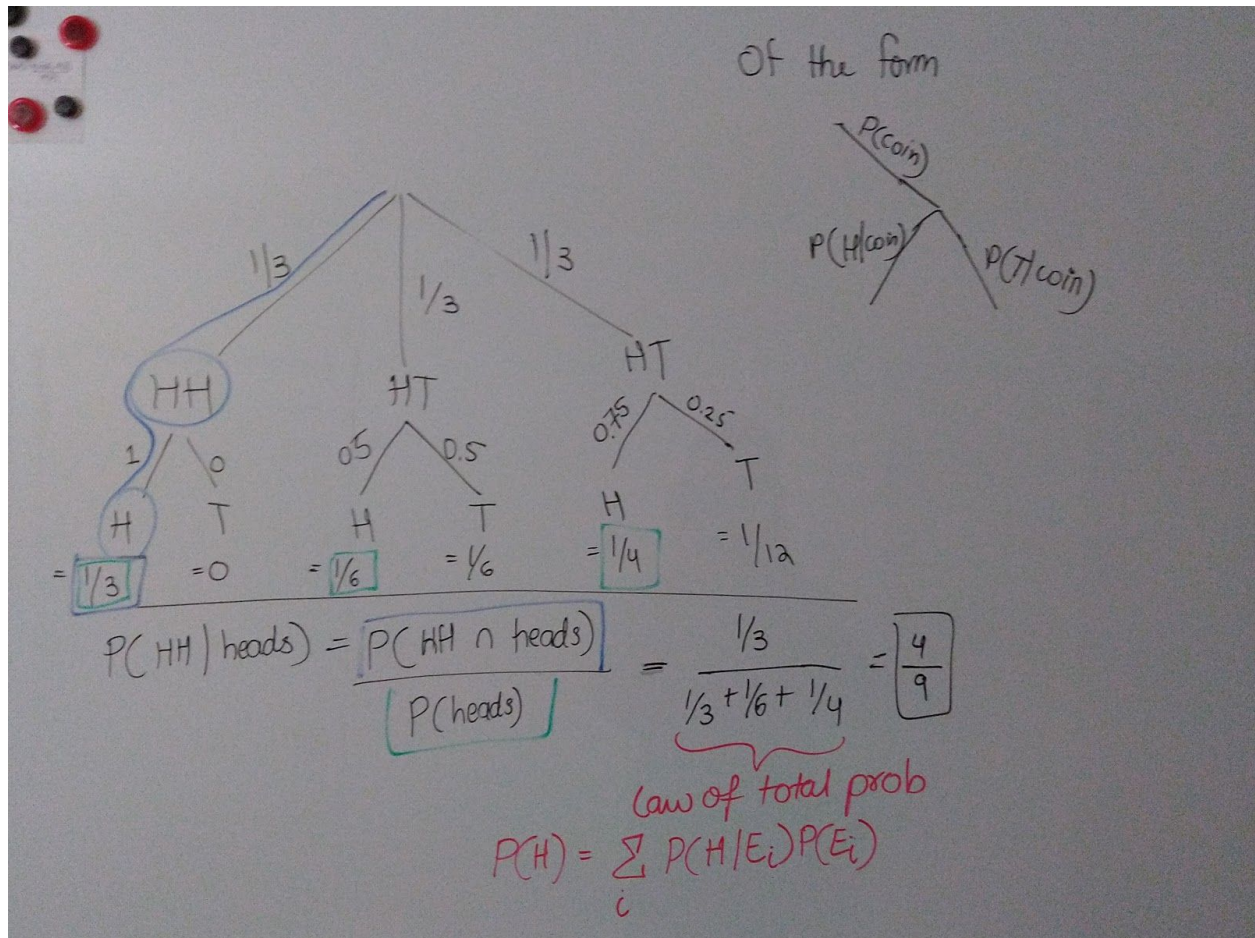 Of the form
P(coin)
P(H|coin) P(T|coin)
1/3 1/3 1/3
HH HT HT
1 0 05 0.5 0.75 0.25
H T H T H T
= 1/3 =0 = 1/6 = 1/6 = 1/4 = 1/12
P(HH | heads) = P(HH ∩ heads) / P(heads) = 1/3 / 1/3 + 1/6 + 1/4 = 4/9
Law of total prob
P(H) = Σ P(H/Ei)P(Ei)
i